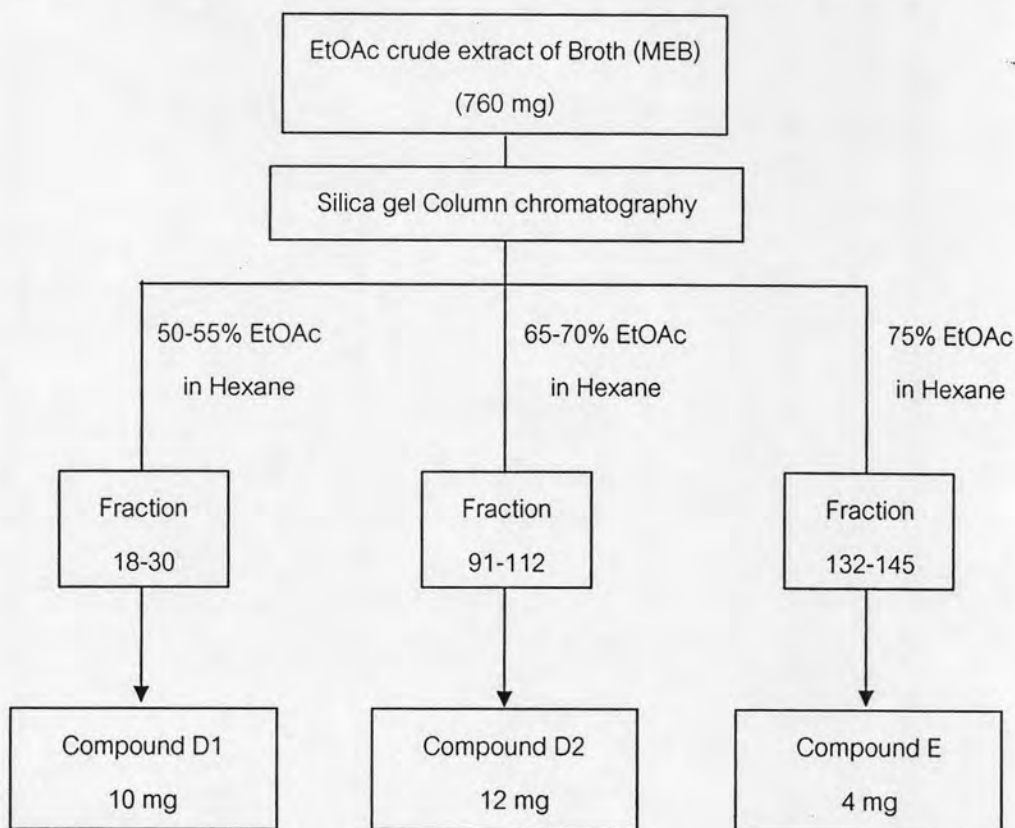 EtOAc crude extract of Broth (MEB)
(760 mg)
Silica gel Column chromatography
50-55% EtOAc
in Hexane
65-70% EtOAc
in Hexane
75% EtOAc
in Hexane
Fraction
18-30
Fraction
91-112
Fraction
132-145
Compound D1
10 mg
Compound D2
12 mg
Compound E
4 mg